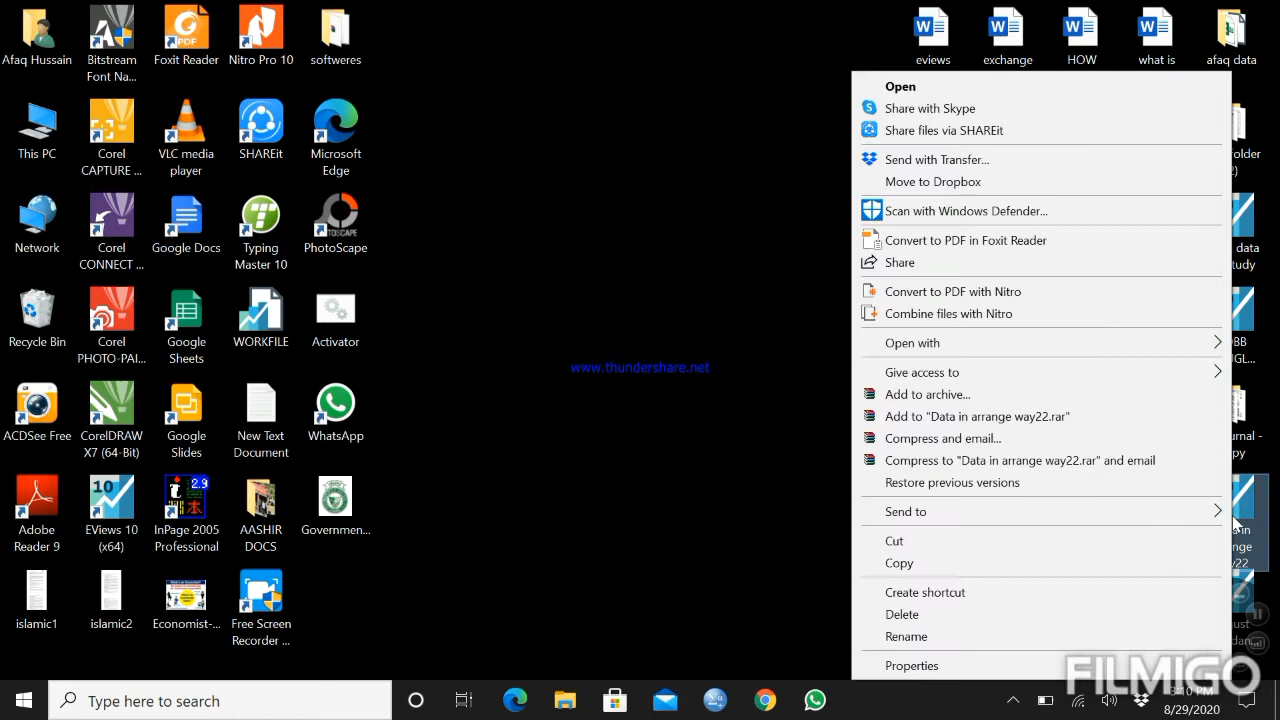 Afaq Hussain
Bitstream
Font Na...
Foxit Reader
Nitro Pro 10
softweres
eviews
exchange
HOW
what is
afaq data
This PC
Corel
CAPTURE ...
VLC media
player
SHAREit
Microsoft
Edge
Network
Corel
CONNECT ...
Google Docs
Typing
Master 10
PhotoScape
Recycle Bin
Corel
PHOTO-PAI...
Google
Sheets
WORKFILE
Activator
ACDSee Free
CorelDRAW
X7 (64-Bit)
Google
Slides
New Text
Document
WhatsApp
Adobe
Reader 9
EViews 10
(x64)
InPage 2005
Professional
AASHIR
DOCS
Governmen...
islamic1
islamic2
Economist-...
Free Screen
Recorder ...
www.thundershare.net
Open
Share with Skype
Share files via SHAREit
Send with Transfer...
Move to Dropbox
Scan with Windows Defender...
Convert to PDF in Foxit Reader
Share
Convert to PDF with Nitro
Combine files with Nitro
Open with
Give access to
Add to archive...
Add to "Data in arrange way22.rar"
Compress and email...
Compress to "Data in arrange way22.rar" and email
Restore previous versions
Send to
Cut
Copy
Create shortcut
Delete
Rename
Properties
data
Type here to search
FILMIGO
3:10 PM
8/29/2020